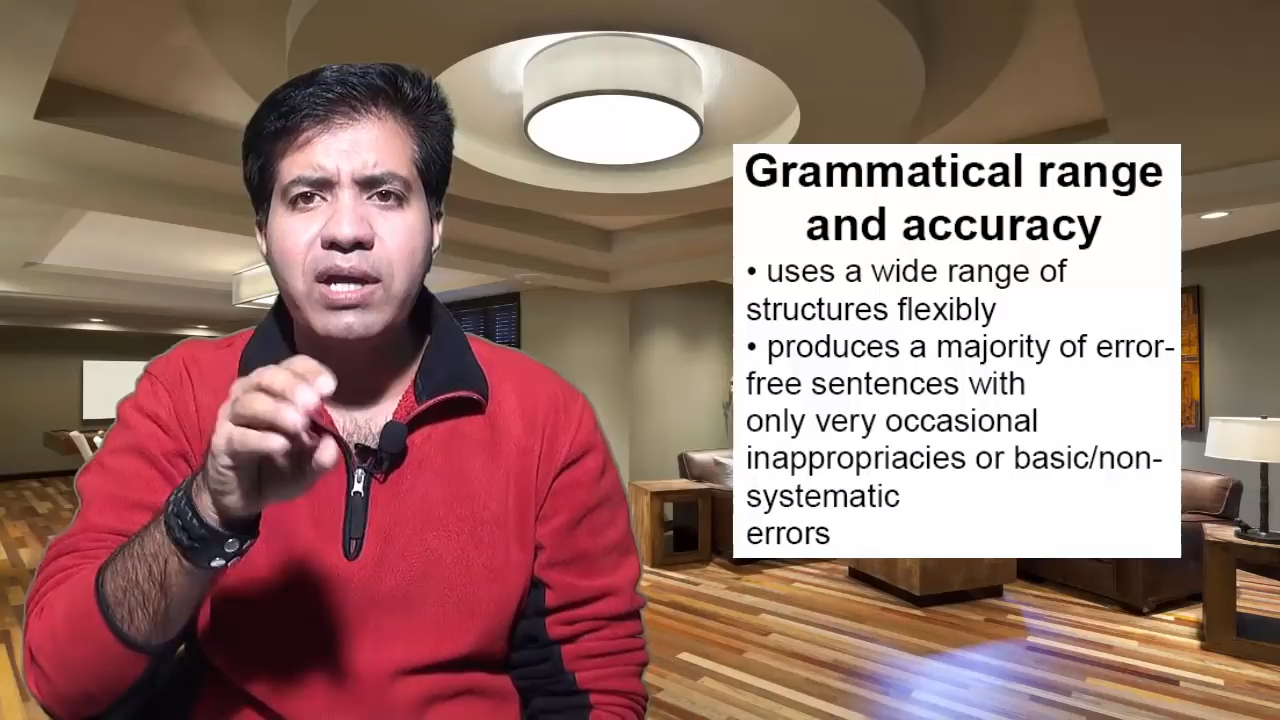 Grammatical range
and accuracy
• uses a wide range of
structures flexibly
• produces a majority of error-
free sentences with
only very occasional
inappropriacies or basic/non-
systematic
errors